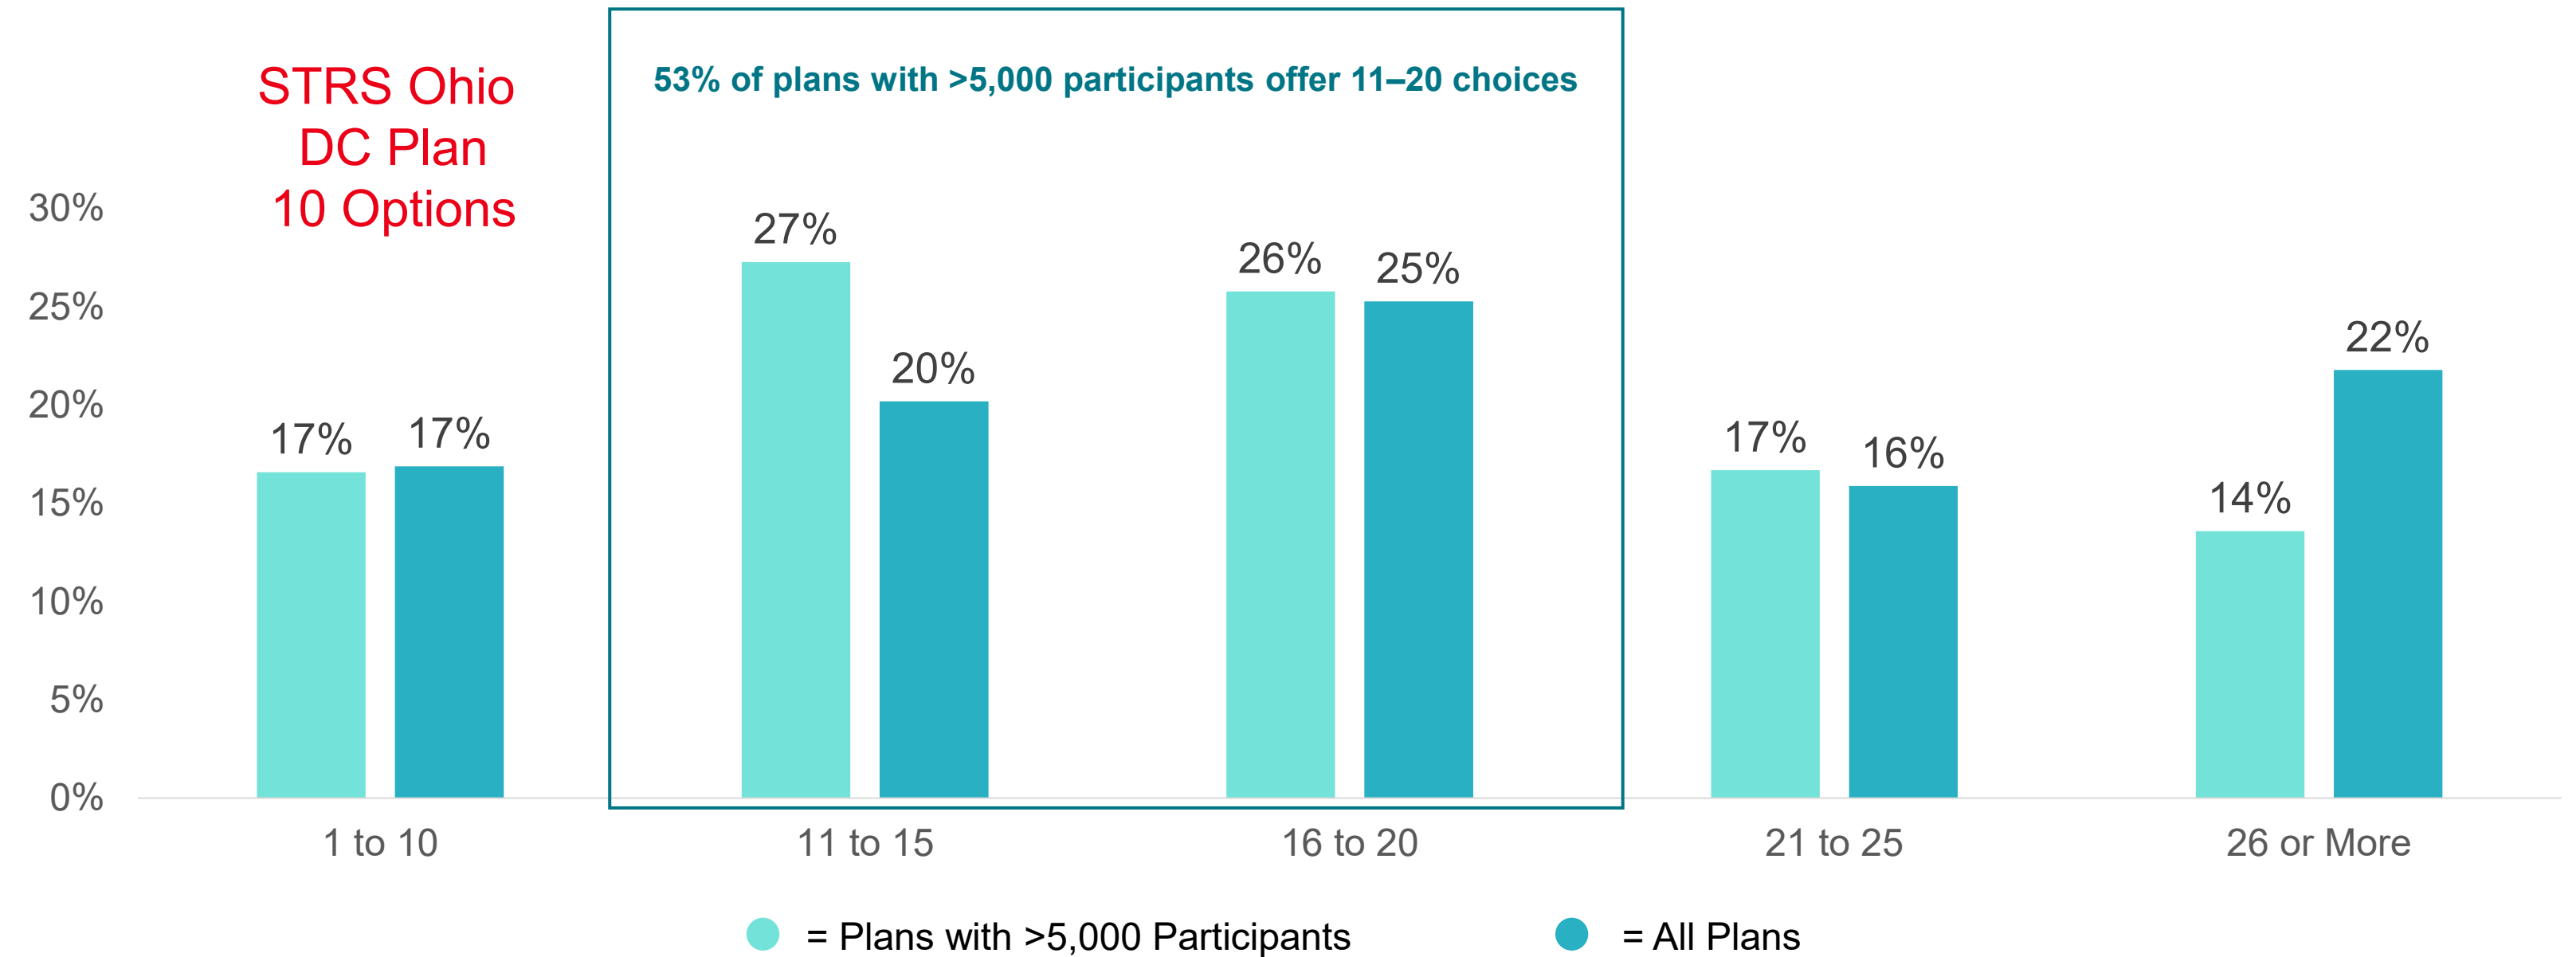 STRS Ohio
DC Plan
10 Options
53% of plans with >5,000 participants offer 11–20 choices
30%
25%
20%
15%
10%
5%
0%
17%
17%
27%
20%
26%
25%
17%
16%
14%
22%
1 to 10
11 to 15
16 to 20
21 to 25
26 or More
= Plans with >5,000 Participants
= All Plans